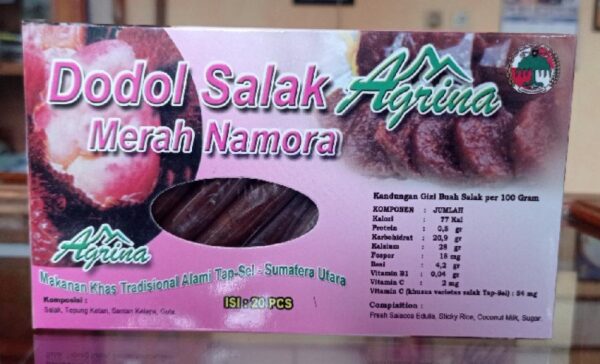 Dodol Salak
Merah Namora
Agrina
Agrina
Makanan Khas Tradisional Alami Tap-Sel - Sumatera Utara
Komposisi :
Salak, Tepung Ketan, Santan Kelapa, Gula
ISI : 20 PCS
Kandungan Gizi Buah Salak per 100 Gram
KOMPONEN : JUMLAH
Kalori : 77 Kal
Protein : 0,5 gr
Karbohidrat : 20,9 gr
Kalsium : 28 gr
Fospor : 18 mg
Besi : 4,2 gr
Vitamin B1 : 0,04 gr
Vitamin C : 2 mg
Vitamin C (khusus varietas salak Tap-Sel) : 54 mg
Compisition :
Fresh Salacca Edulis, Sticky Rice, Coconut Milk, Sugar